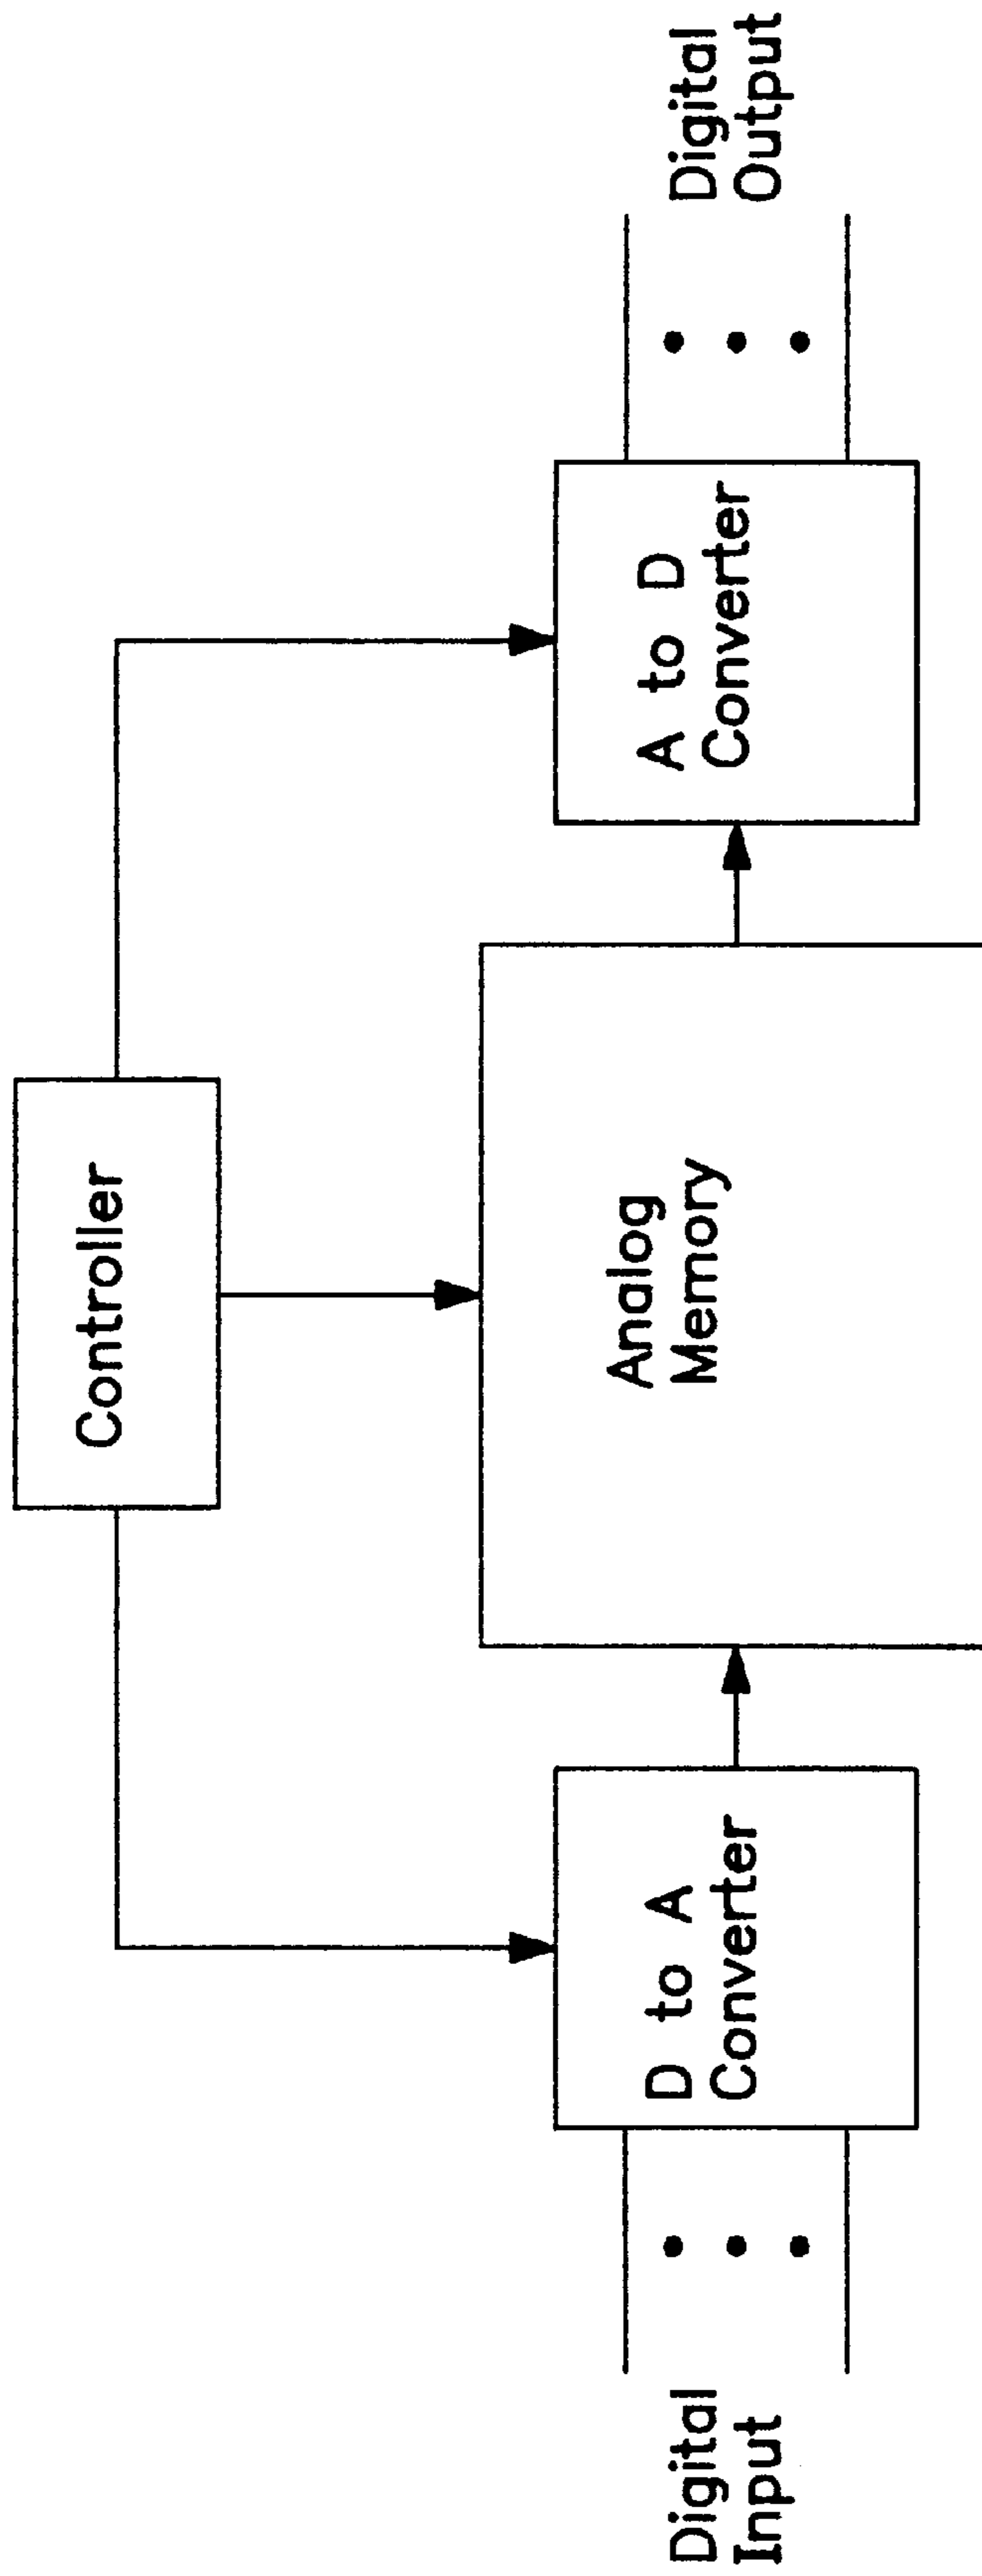 Controller
Digital
Input
D to A
Converter
Analog
Memory
A to D
Converter
Digital
Output